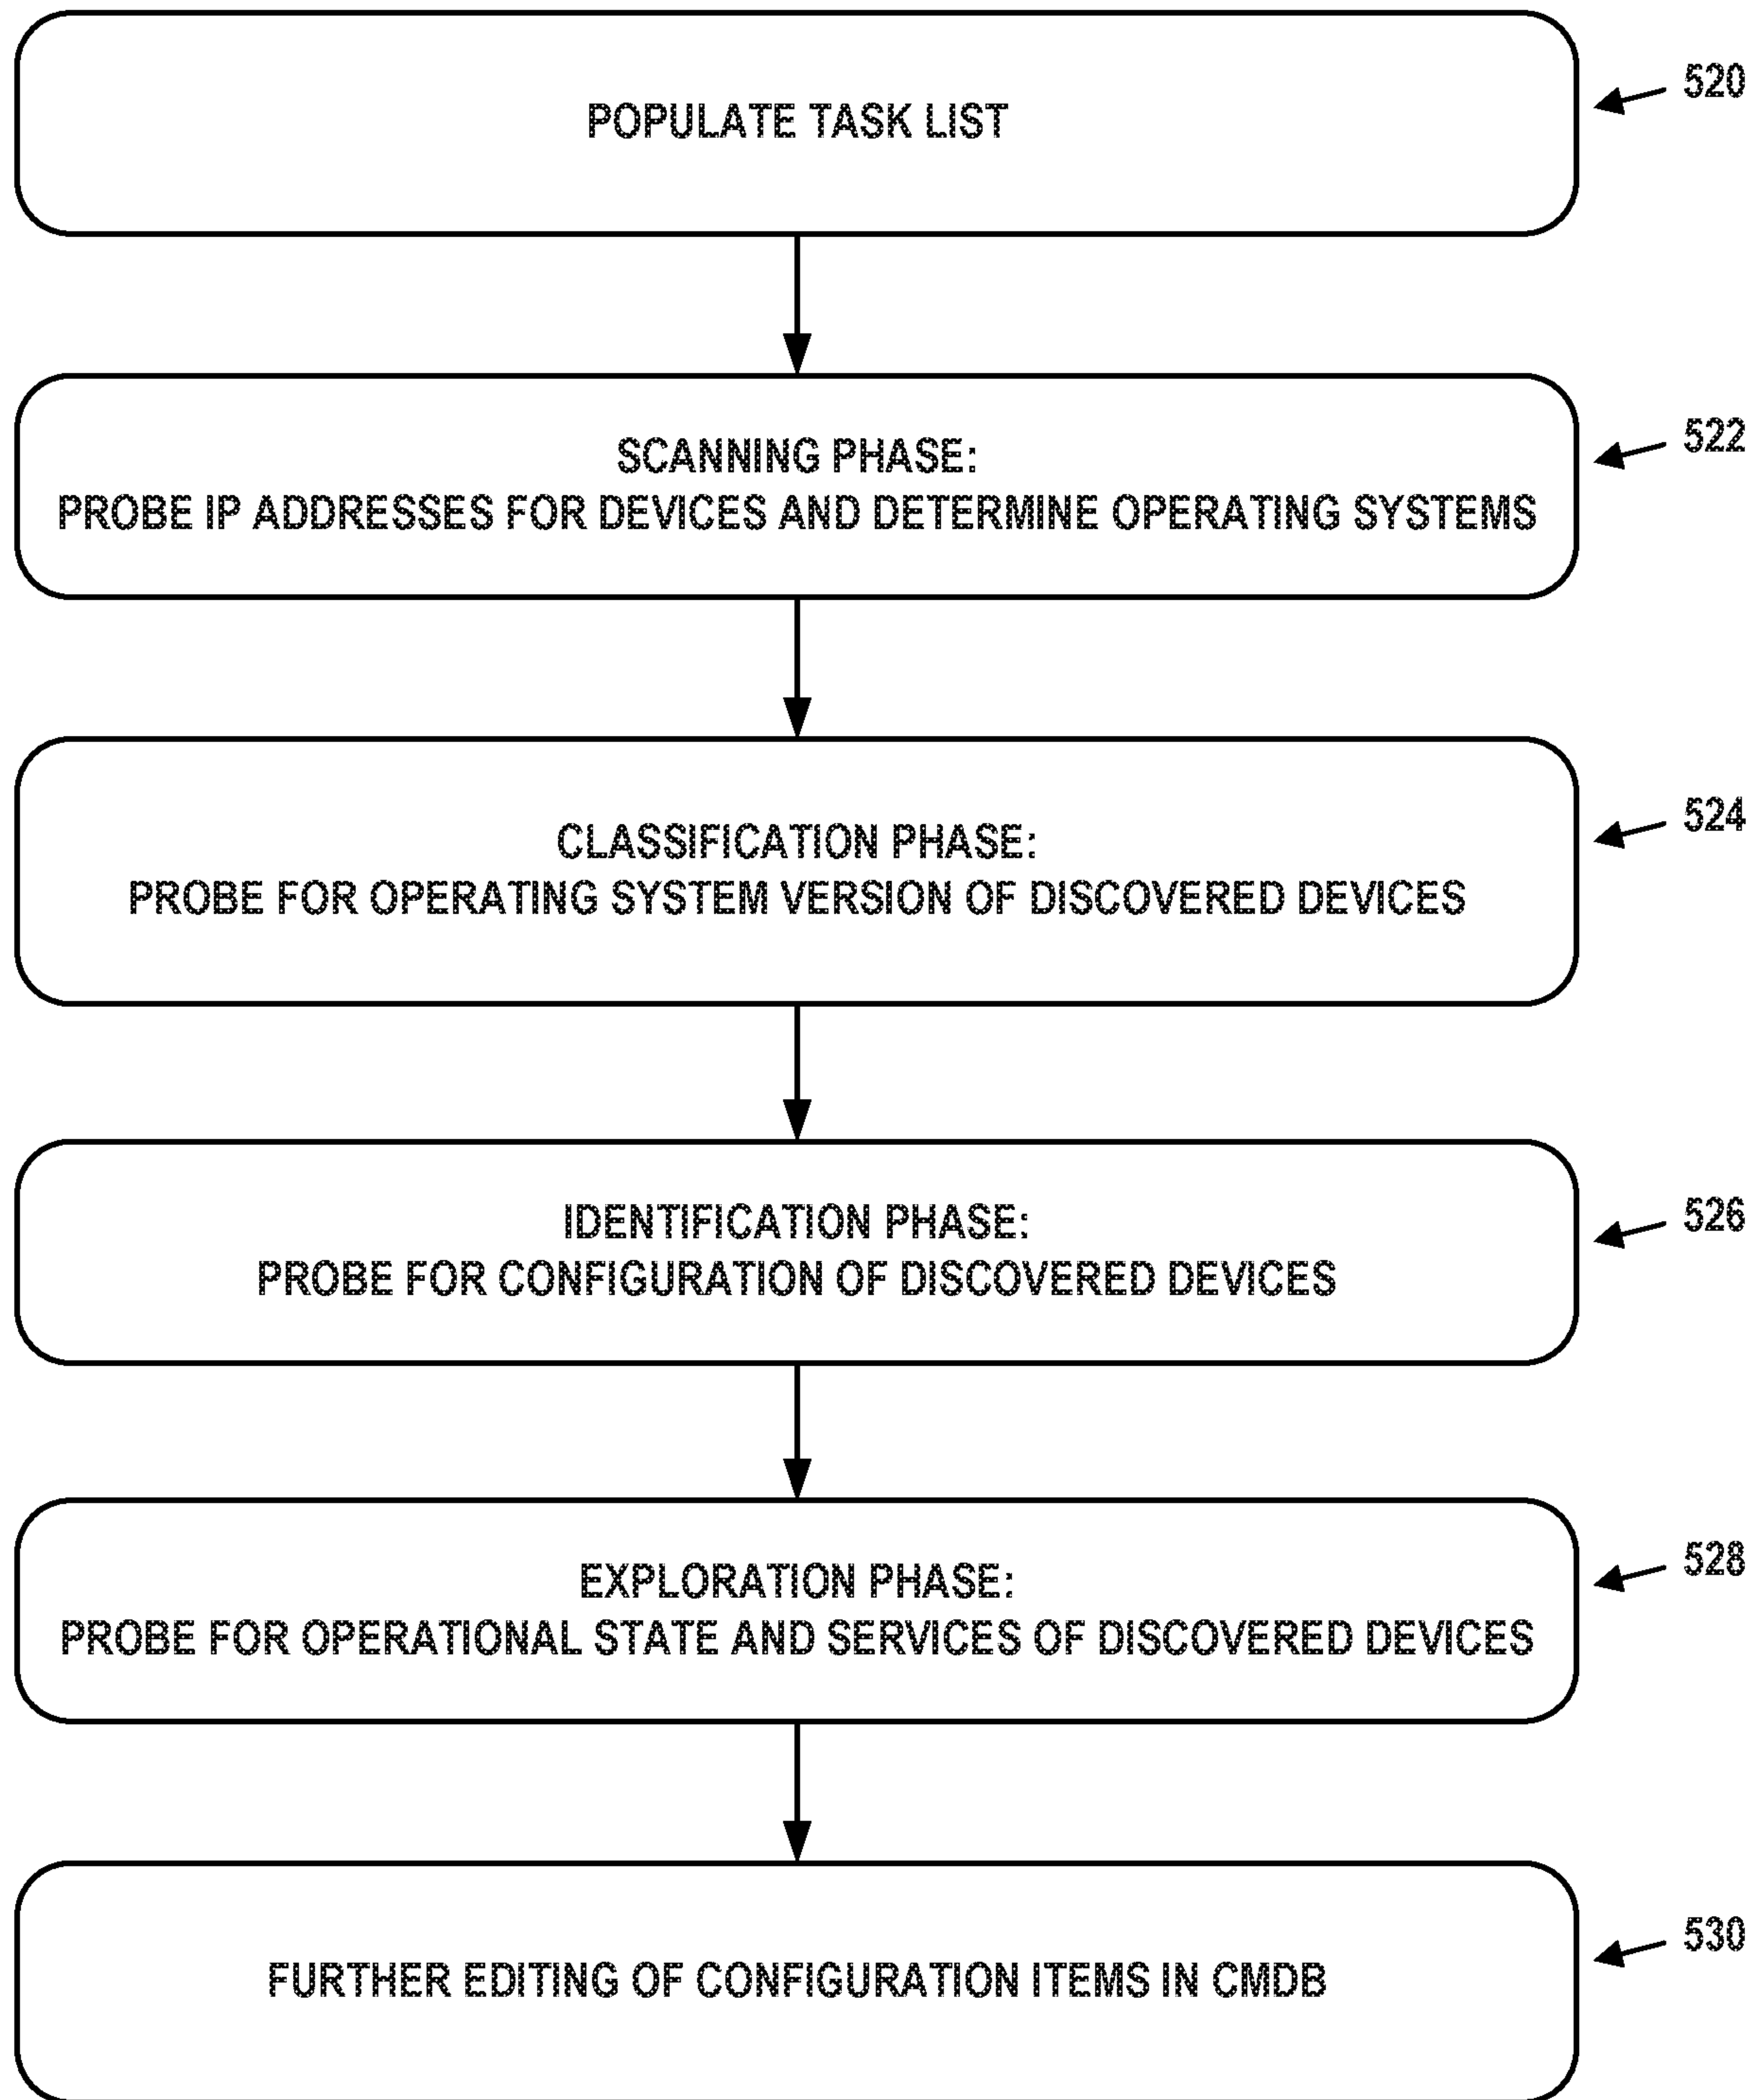 POPULATE TASK LIST
520
SCANNING PHASE:
PROBE IP ADDRESSES FOR DEVICES AND DETERMINE OPERATING SYSTEMS
522
CLASSIFICATION PHASE:
PROBE FOR OPERATING SYSTEM VERSION OF DISCOVERED DEVICES
524
IDENTIFICATION PHASE:
PROBE FOR CONFIGURATION OF DISCOVERED DEVICES
526
EXPLORATION PHASE:
PROBE FOR OPERATIONAL STATE AND SERVICES OF DISCOVERED DEVICES
528
FURTHER EDITING OF CONFIGURATION ITEMS IN CMDB
530